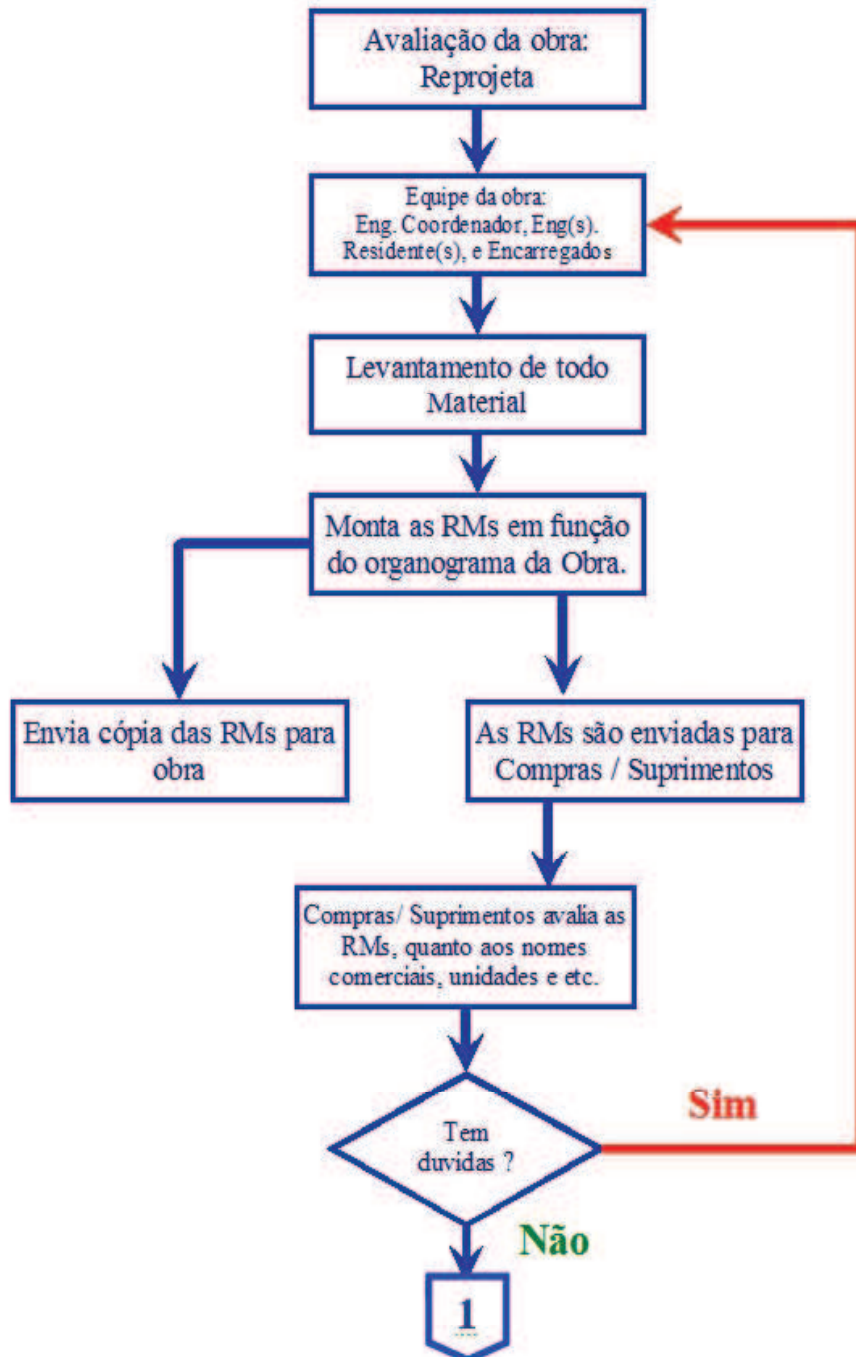 Avaliação da obra:
Reprojeta
Equipe da obra:
Eng. Coordenador, Eng(s).
Residente(s), e Encarregados
Levantamento de todo
Material
Monta as RMs em função
do organograma da Obra.
Envia cópia das RMs para
obra
As RMs são enviadas para
Compras / Suprimentos
Compras/ Suprimentos avalia as
RMs, quanto aos nomes
comerciais, unidades e etc.
Tem
duvidas ?
Sim
Não
1